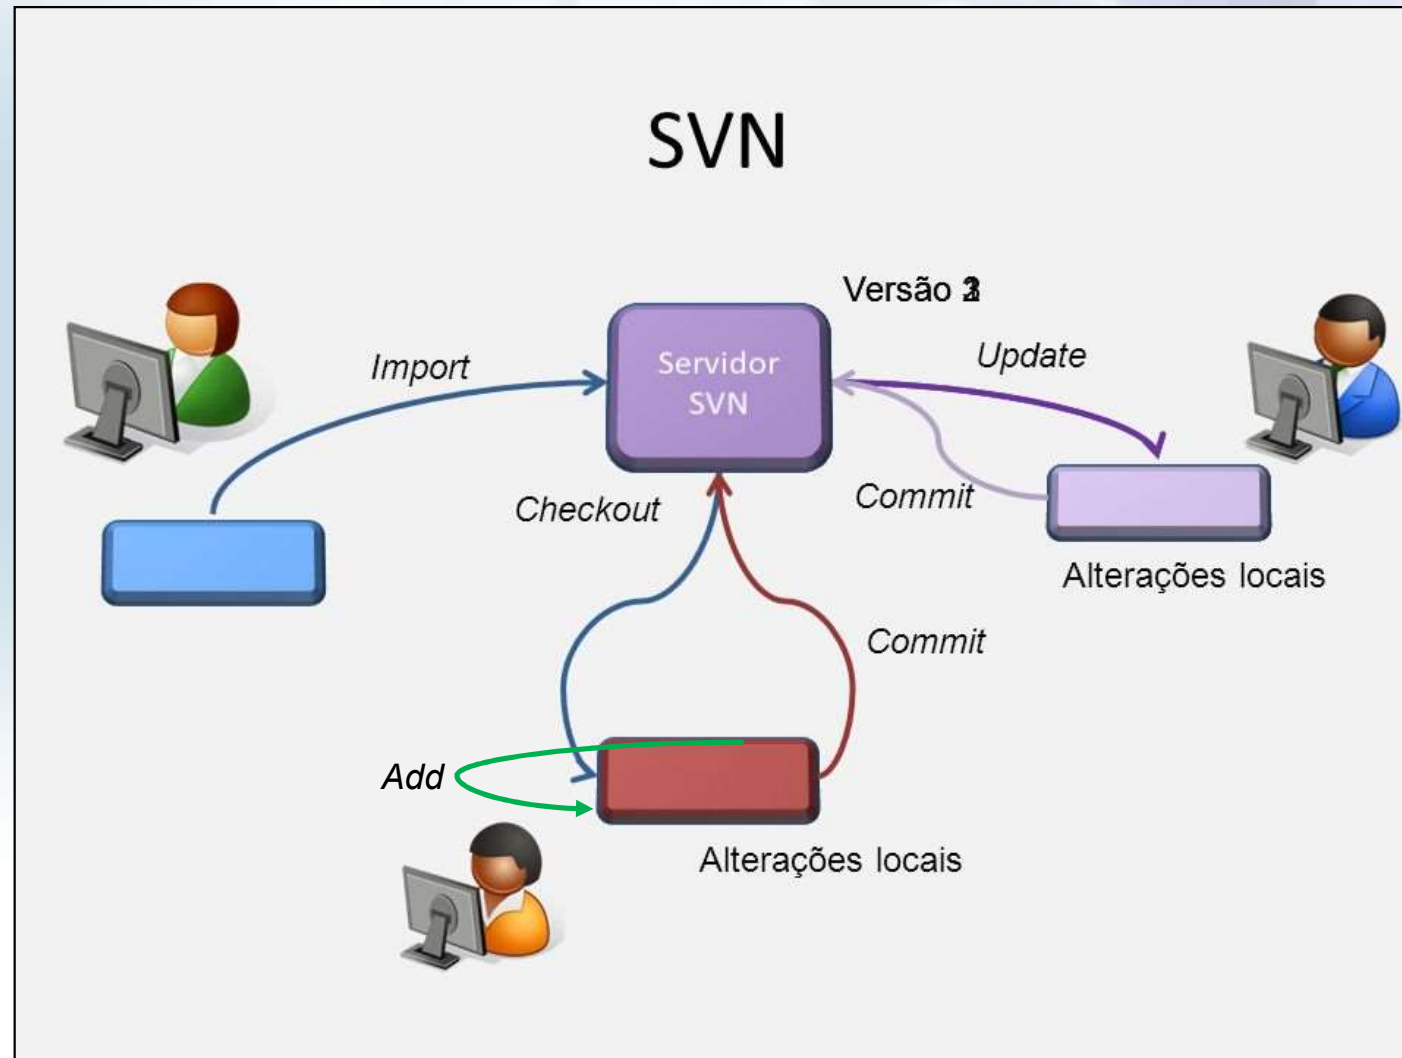 SVN
Versão
Import
Servidor
SVN
Update
Checkout
Commit
Alterações locais
Commit
Add
Alterações locais